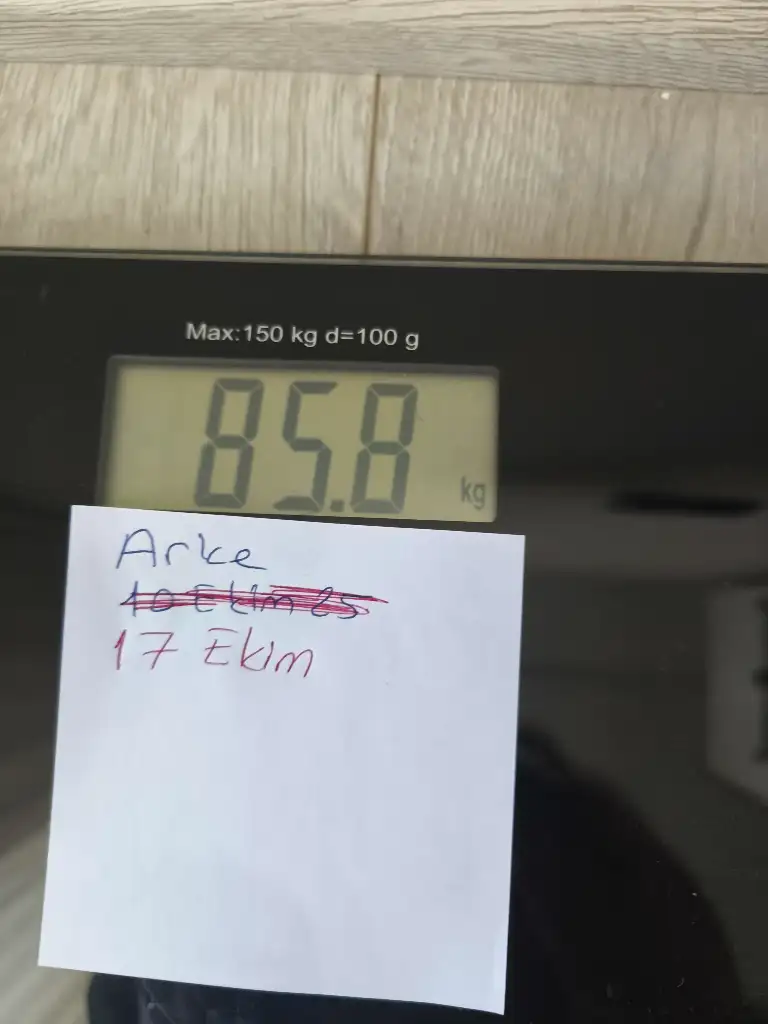 Max:150 kg d=100 g
85.8 kg
Arke
10 Ekim 25
17 Ekim